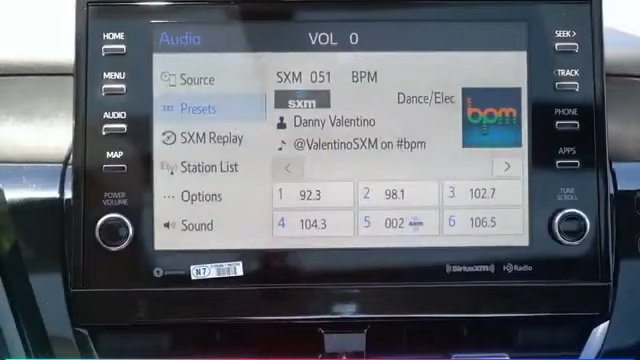 HOME
MENU
AUDIO
MAP
POWER
VOLUME
Audio VOL 0
Source
Presets
SXM Replay
Station List
Options
Sound
SXM 051 BPM
sxm
Dance/Elec
Danny Valentino
@ValentinoSXM on #bpm
bpm
< >
1 92.3 2 98.1 3 102.7
4 104.3 5 002 sxm 6 106.5
SEEK >
< TRACK
PHONE
APPS
TUNE
SCROLL
N7
((SiriusXM)) HD Radio